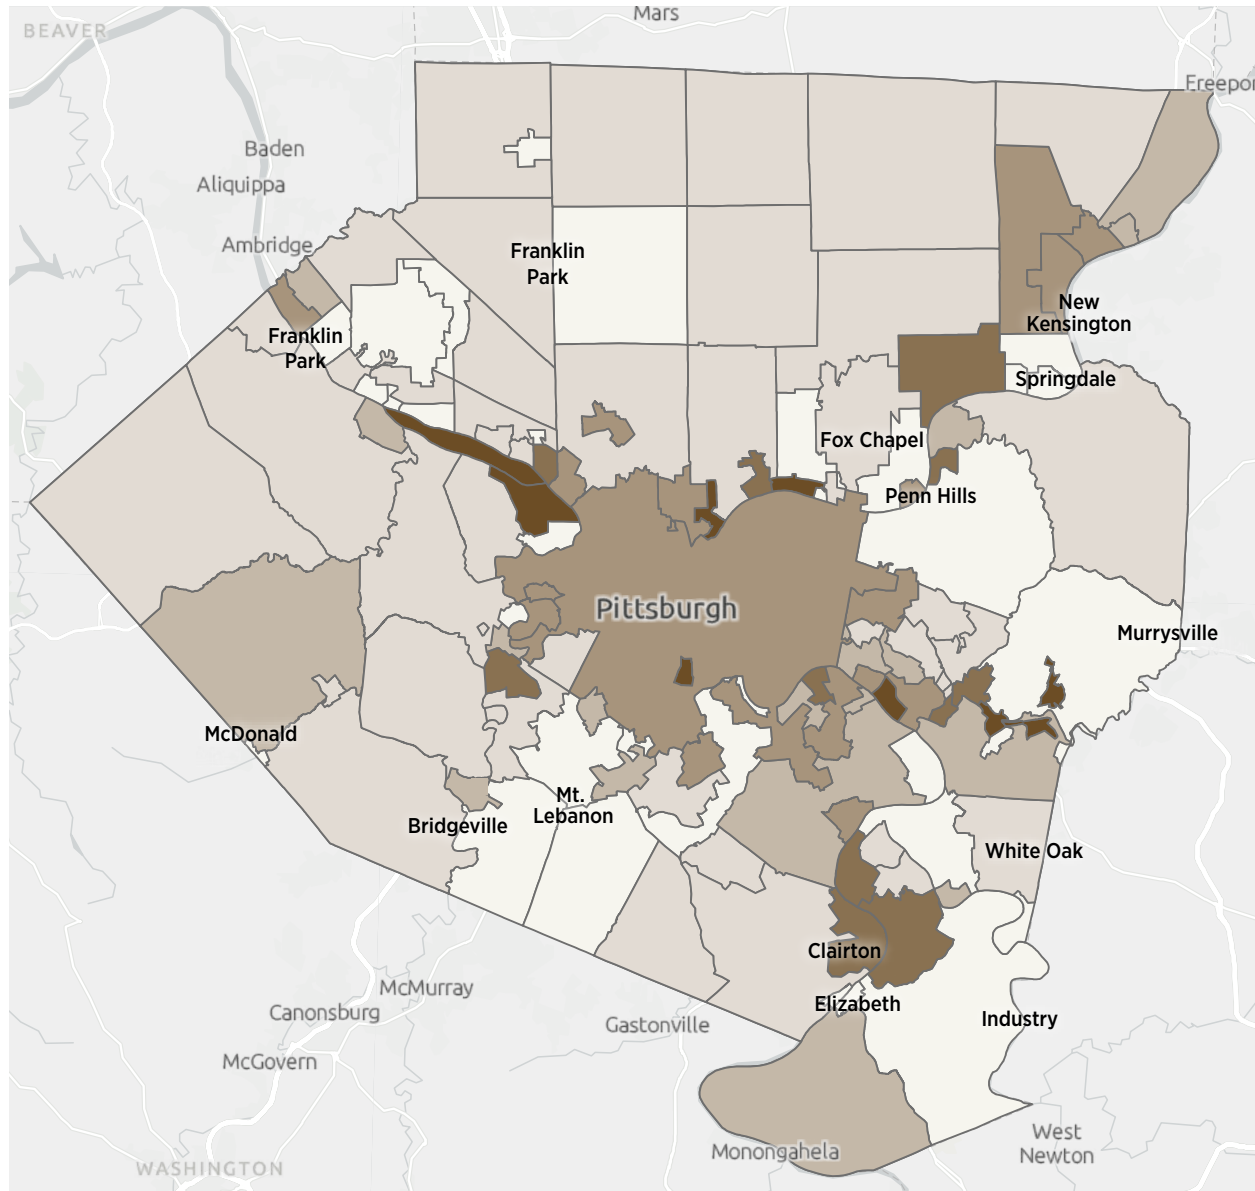 Mars
BEAVER
Freepor
Baden
Aliquippa
Ambridge
Franklin
Park
New
Kensington
Franklin
Park
Springdale
Fox Chapel
Penn Hills
Pittsburgh
Murrysville
McDonald
Mt.
Lebanon
Bridgeville
White Oak
Clairton
McMurray
Elizabeth
Canonsburg
Gastonville
Industry
McGovern
West
Newton
Monongahela
WASHINGTON